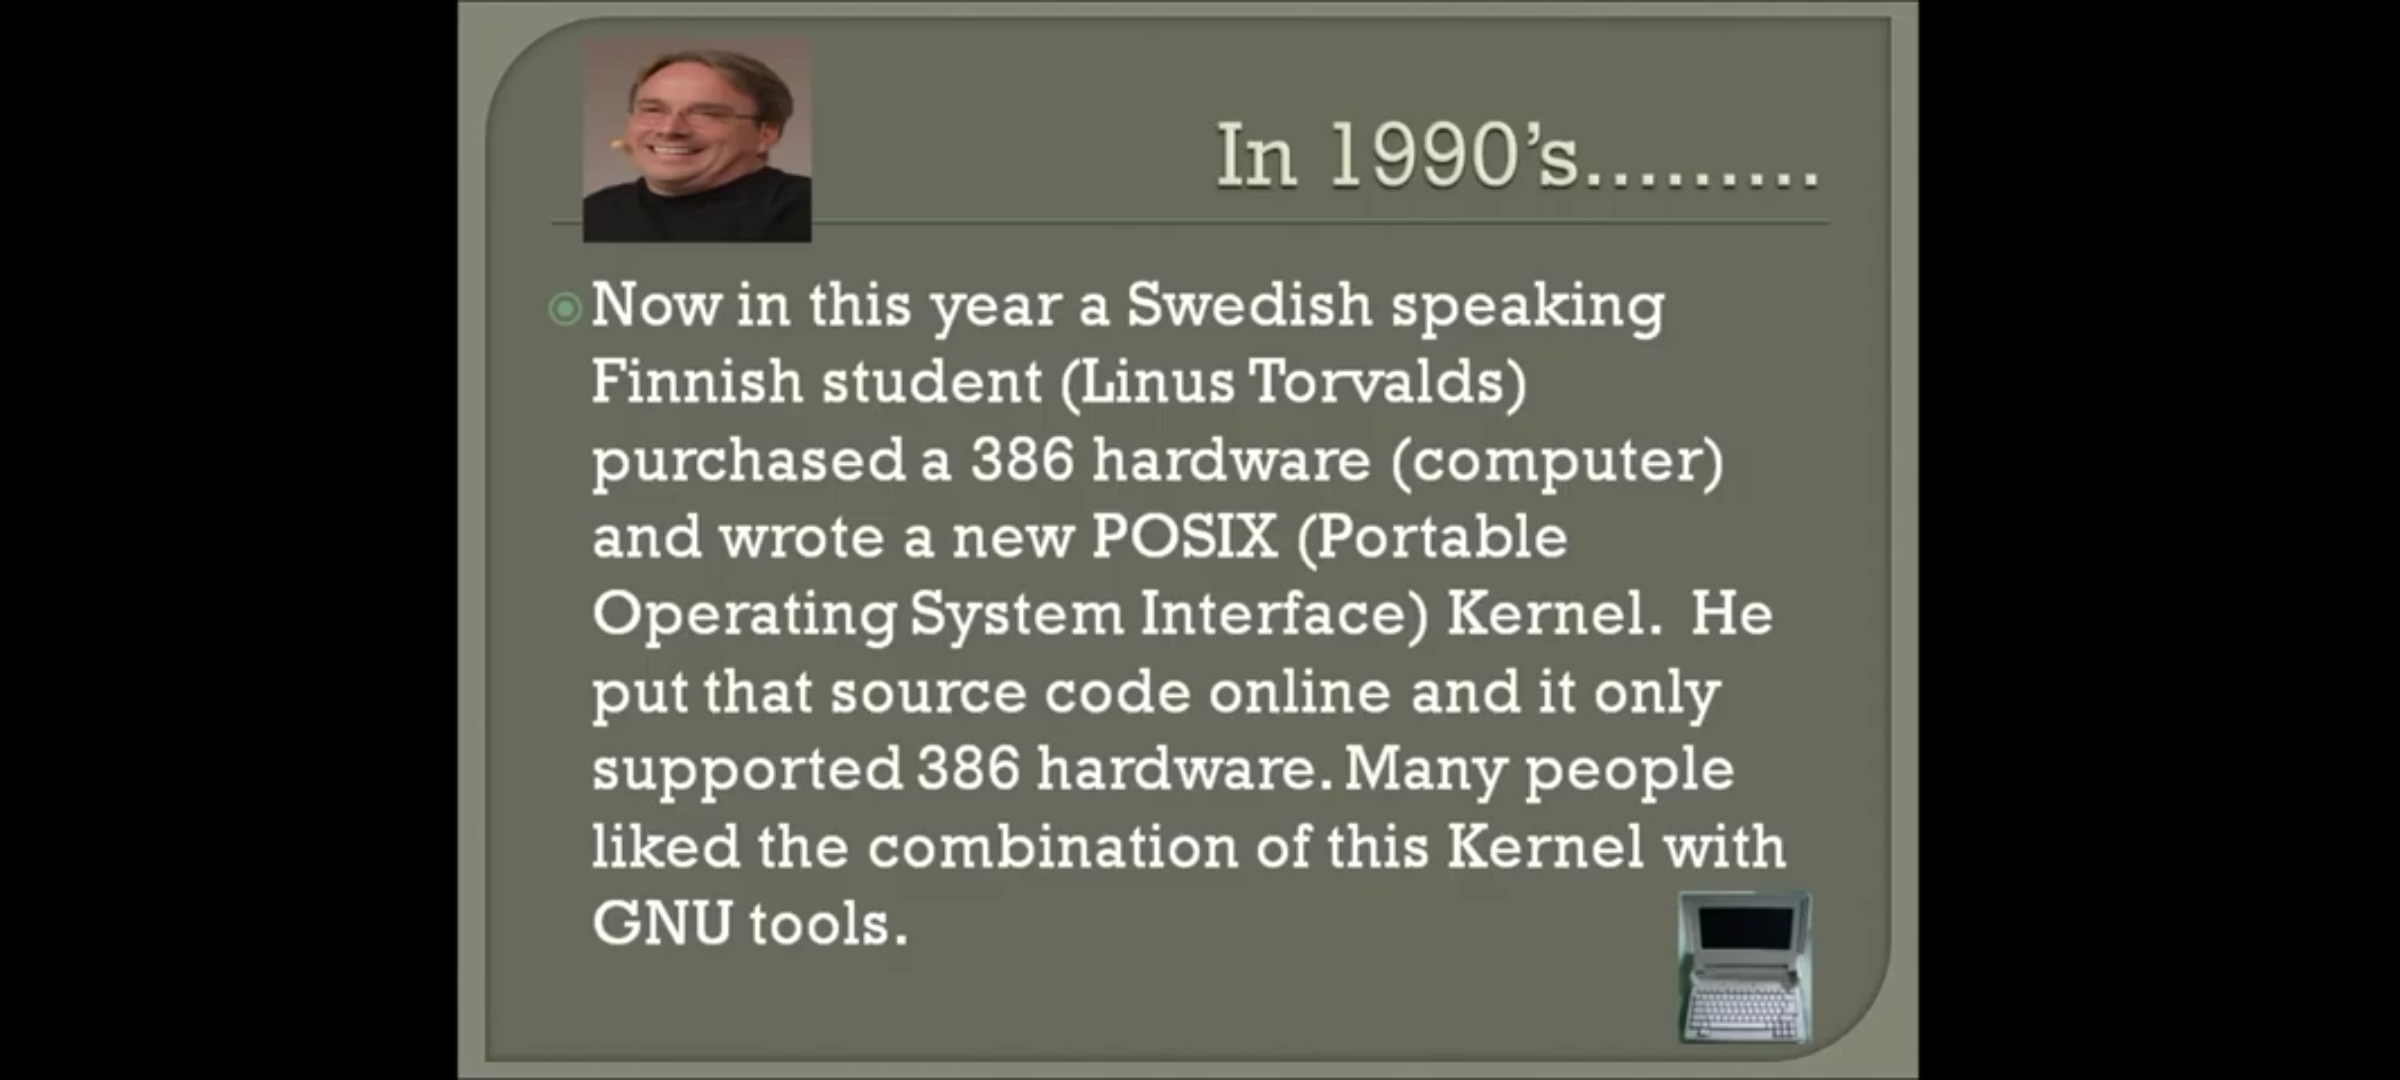 In 1990's.........
Now in this year a Swedish speaking
Finnish student (Linus Torvalds)
purchased a 386 hardware (computer)
and wrote a new POSIX (Portable
Operating System Interface) Kernel. He
put that source code online and it only
supported 386 hardware. Many people
liked the combination of this Kernel with
GNU tools.